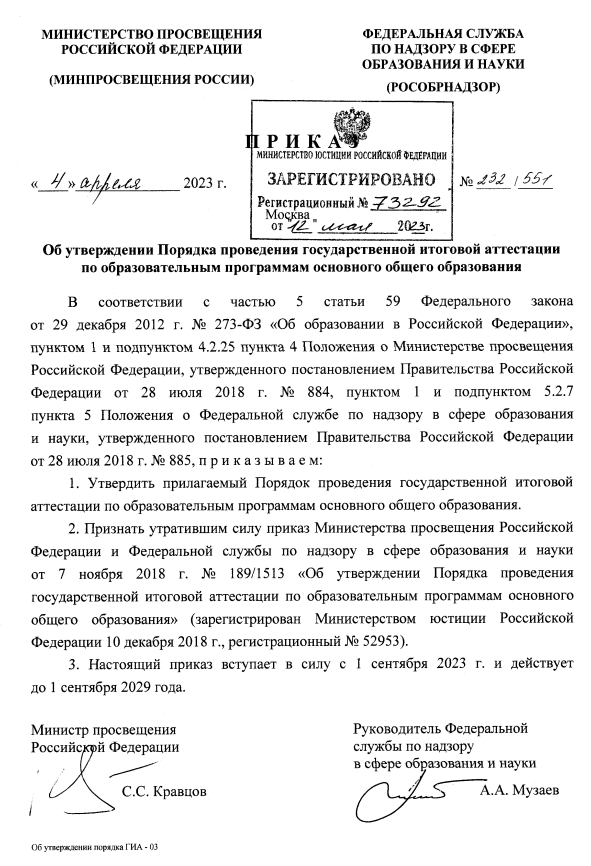 МИНИСТЕРСТВО ПРОСВЕЩЕНИЯ
РОССИЙСКОЙ ФЕДЕРАЦИИ
(МИНПРОСВЕЩЕНИЯ РОССИИ)
ФЕДЕРАЛЬНАЯ СЛУЖБА
ПО НАДЗОРУ В СФЕРЕ
ОБРАЗОВАНИЯ И НАУКИ
(РОСОБРНАДЗОР)
ПРИКАЗ
МИНИСТЕРСТВО ЮСТИЦИИ РОССИЙСКОЙ ФЕДЕРАЦИИ
ЗАРЕГИСТРИРОВАНО
Регистрационный № 73292
Москва
от "12" мая 2023г.
« 4 » апреля 2023 г.
№ 232 / 551
Об утверждении Порядка проведения государственной итоговой аттестации
по образовательным программам основного общего образования
В соответствии с частью 5 статьи 59 Федерального закона
от 29 декабря 2012 г. № 273-ФЗ «Об образовании в Российской Федерации»,
пунктом 1 и подпунктом 4.2.25 пункта 4 Положения о Министерстве просвещения
Российской Федерации, утвержденного постановлением Правительства Российской
Федерации от 28 июля 2018 г. № 884, пунктом 1 и подпунктом 5.2.7
пункта 5 Положения о Федеральной службе по надзору в сфере образования
и науки, утвержденного постановлением Правительства Российской Федерации
от 28 июля 2018 г. № 885, п р и к а з ы в а е м:
1. Утвердить прилагаемый Порядок проведения государственной итоговой
аттестации по образовательным программам основного общего образования.
2. Признать утратившим силу приказ Министерства просвещения Российской
Федерации и Федеральной службы по надзору в сфере образования и науки
от 7 ноября 2018 г. № 189/1513 «Об утверждении Порядка проведения
государственной итоговой аттестации по образовательным программам основного
общего образования» (зарегистрирован Министерством юстиции Российской
Федерации 10 декабря 2018 г., регистрационный № 52953).
3. Настоящий приказ вступает в силу с 1 сентября 2023 г. и действует
до 1 сентября 2029 года.
Министр просвещения
Российской Федерации
С.С. Кравцов
Руководитель Федеральной
службы по надзору
в сфере образования и науки
А.А. Музаев
Об утверждении порядка ГИА - 03